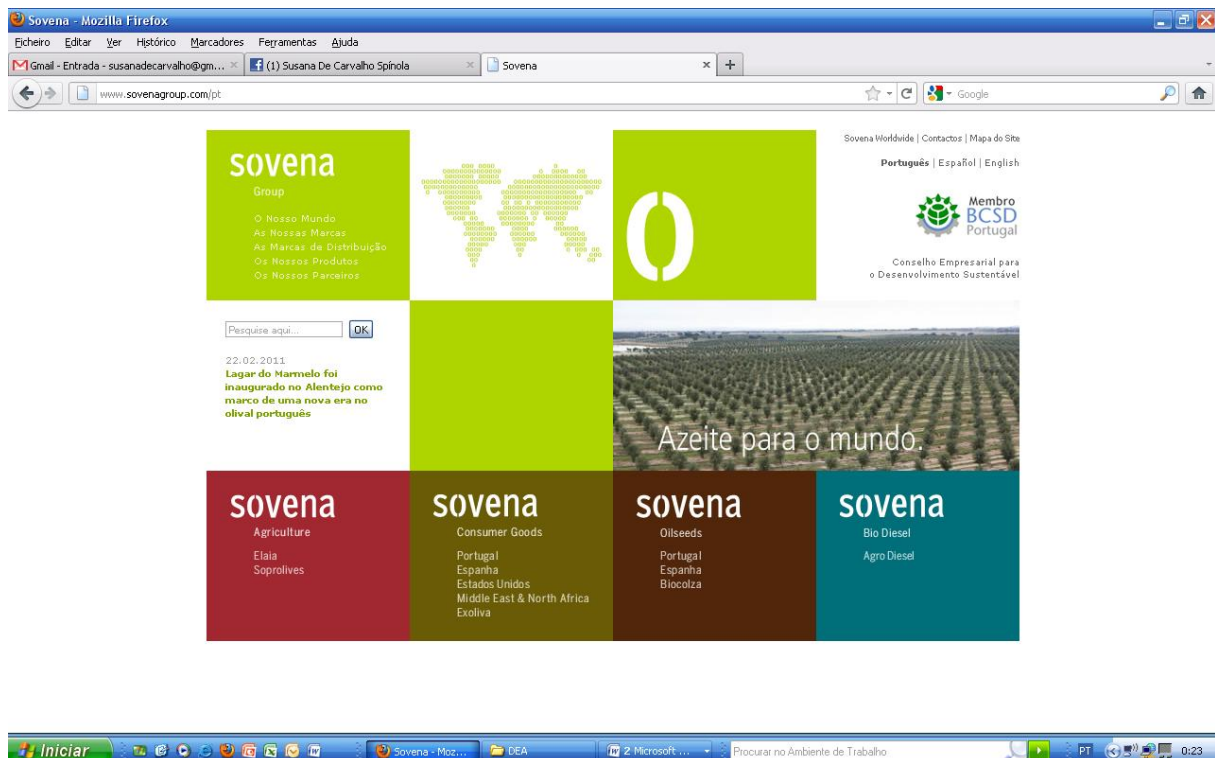 Sovena - Mozilla Firefox
Ficheiro Editar Ver Histórico Marcadores Ferramentas Ajuda
Gmail - Entrada - susanadecarvalho@gm...
(1) Susana De Carvalho Spínola
Sovena
www.sovenagroup.com/pt
Google
sovena
Group
O Nosso Mundo
As Nossas Marcas
As Marcas de Distribuição
Os Nossos Produtos
Os Nossos Parceiros
0
Sovena Worldwide | Contactos | Mapa do Site
Português | Español | English
Membro
BCSD
Portugal
Conselho Empresarial para
o Desenvolvimento Sustentável
Pesquise aqui...
OK
22.02.2011
Lagar do Marmelo foi
inaugurado no Alentejo como
marco de uma nova era no
olival português
Azeite para o mundo.
sovena
Agriculture
Elaia
Soprolives
sovena
Consumer Goods
Portugal
Espanha
Estados Unidos
Middle East & North Africa
Exoliva
sovena
Oilseeds
Portugal
Espanha
Biocolza
sovena
Bio Diesel
Agro Diesel
Iniciar
Sovena - Moz...
DEA
2 Microsoft ...
Procurar no Ambiente de Trabalho
PT
0:23